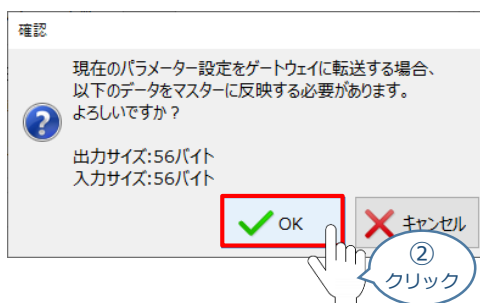 確認
現在のパラメーター設定をゲートウェイに転送する場合、
以下のデータをマスターに反映する必要があります。
よろしいですか？
出力サイズ:56バイト
入力サイズ:56バイト
OK
キャンセル
②
クリック